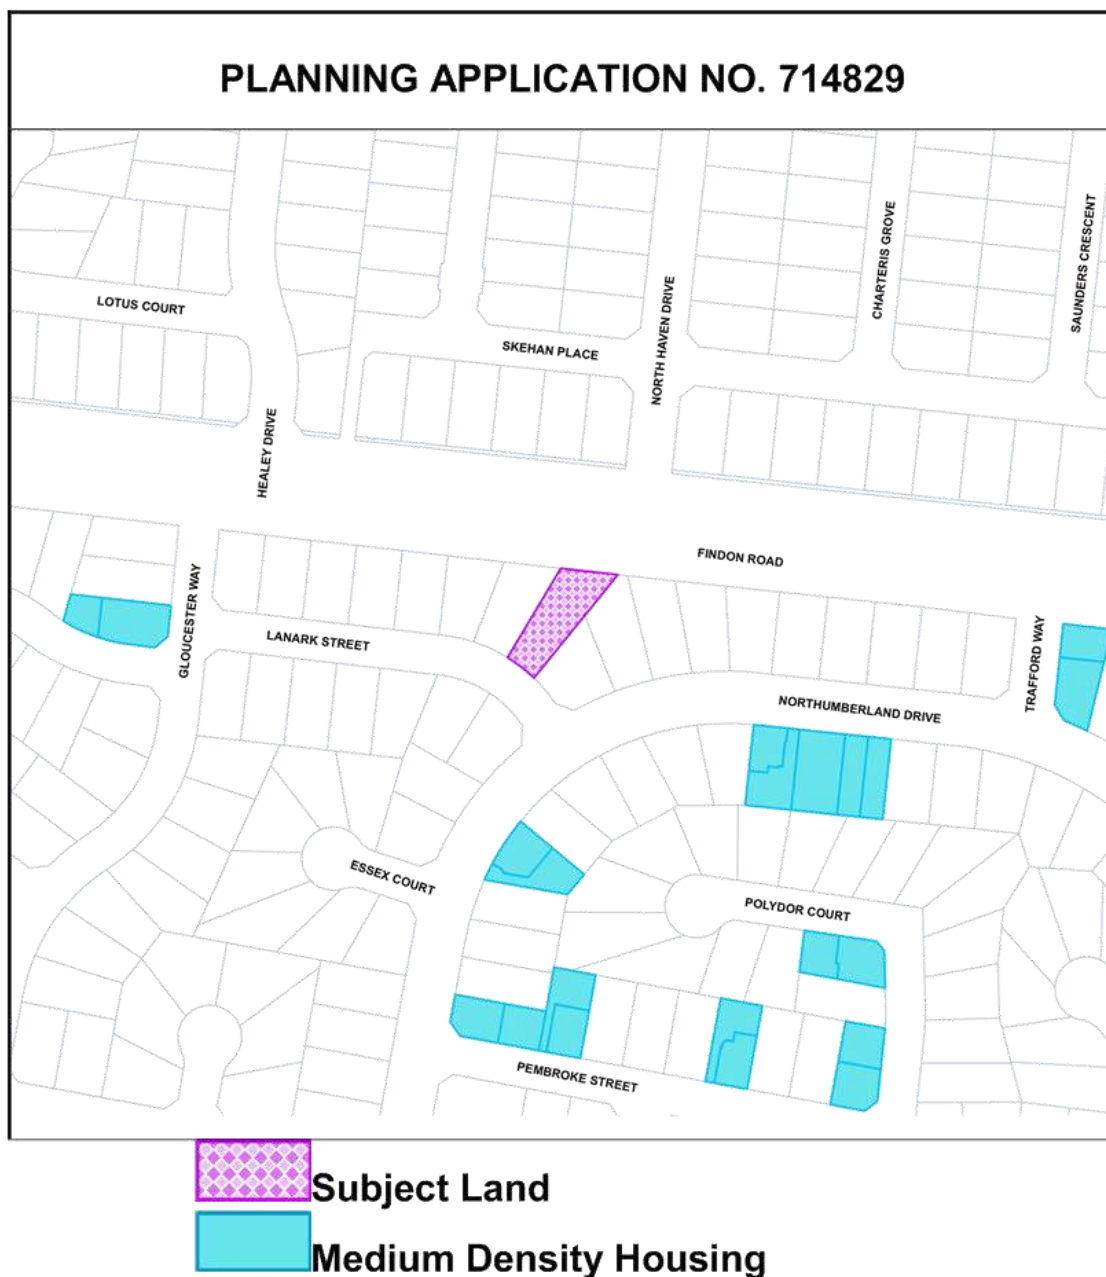 PLANNING APPLICATION NO. 714829
CHARTERIS GROVE
SAUNDERS CRESCENT
LOTUS COURT
NORTH HAVEN DRIVE
SKEHAN PLACE
HEALEY DRIVE
FINDON ROAD
GLOUCESTER WAY
LANARK STREET
TRAFFORD WAY
NORTHUMBERLAND DRIVE
ESSEX COURT
POLYDOR COURT
PEMBROKE STREET
Subject Land
Medium Density Housing